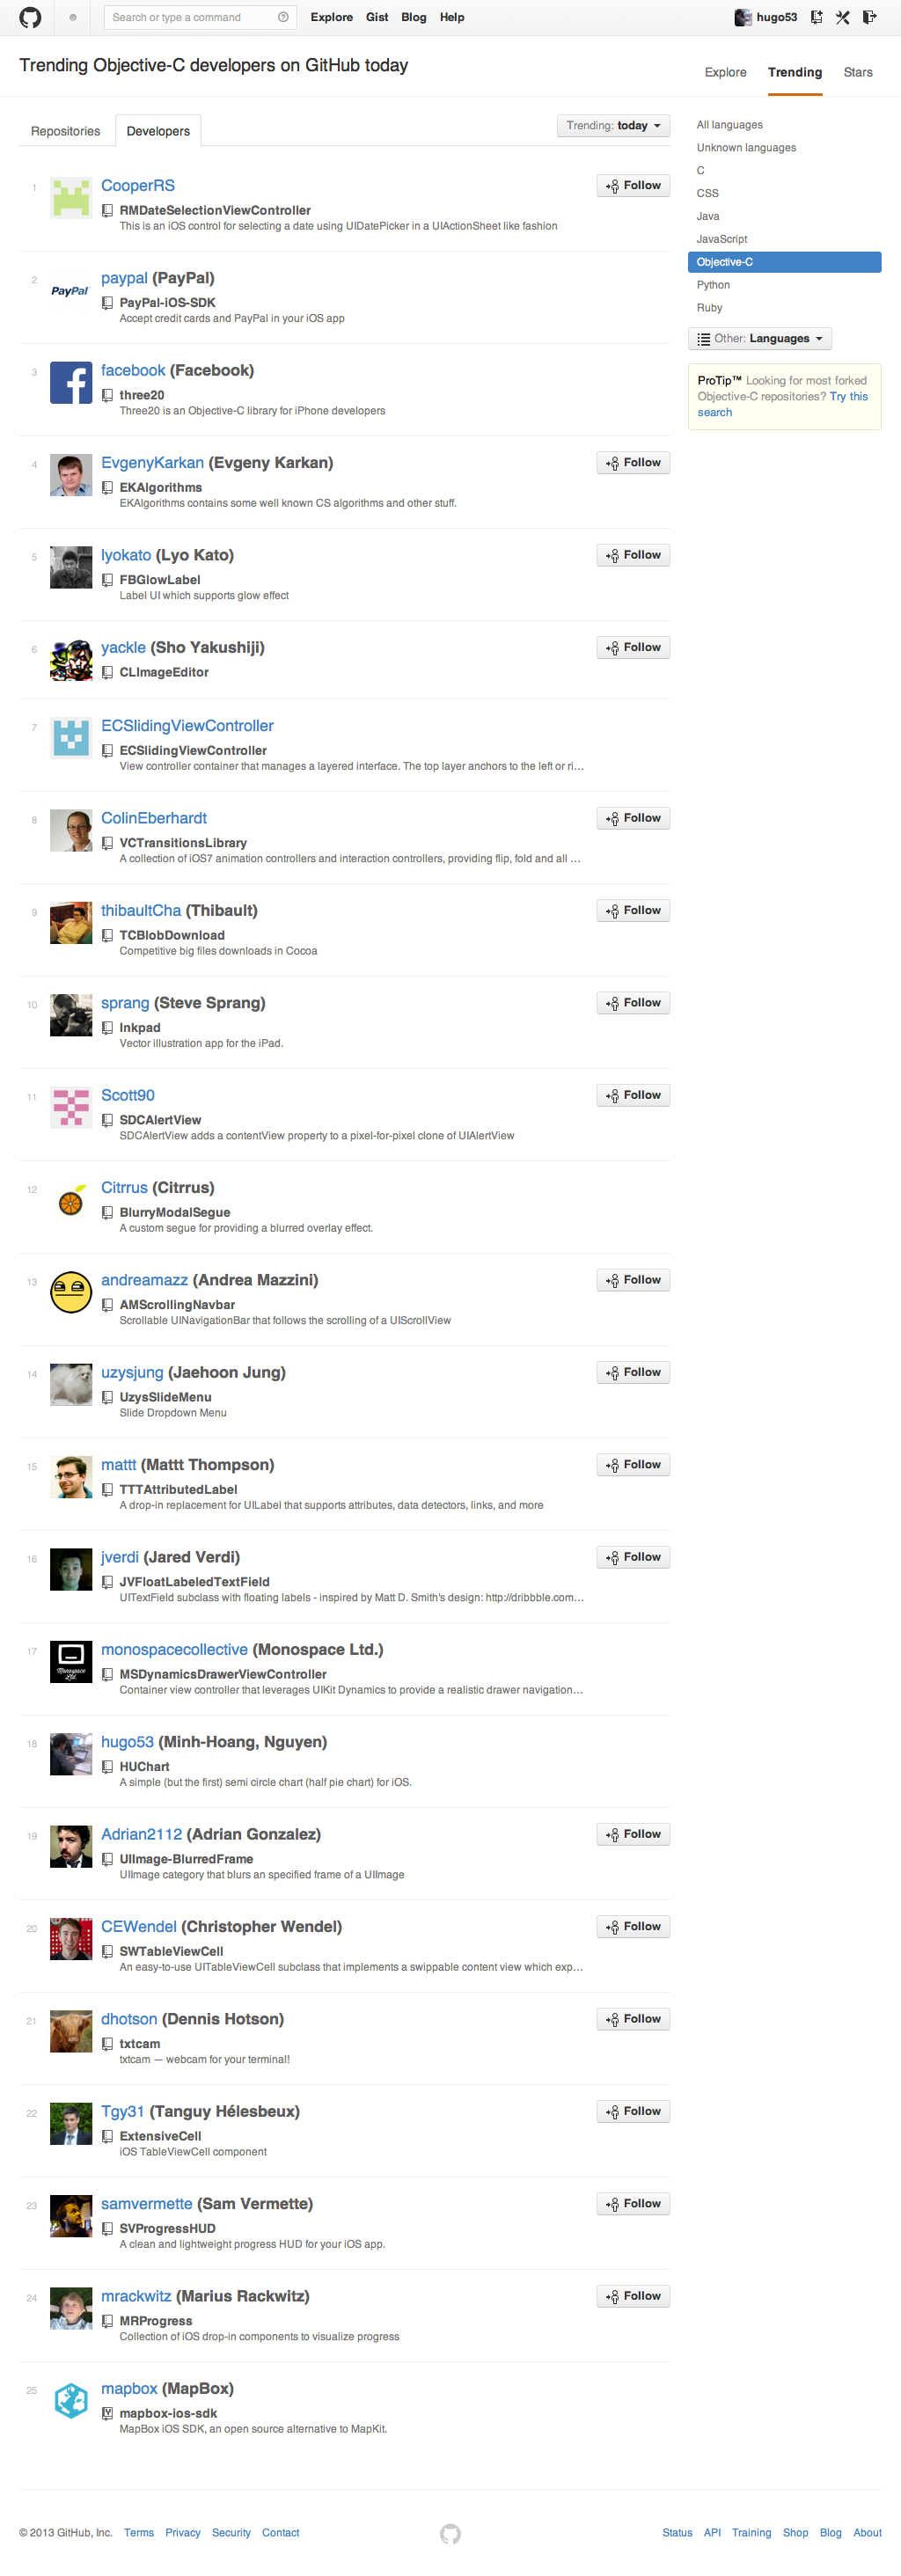 Search or type a command
Explore Gist Blog Help
hugo53
Trending Objective-C developers on GitHub today
Explore Trending Stars
Repositories Developers
Trending: today
1
CooperRS
Follow
RMDateSelectionViewController
This is an iOS control for selecting a date using UIDatePicker in a UIActionSheet like fashion
2
PayPal
paypal (PayPal)
PayPal-iOS-SDK
Accept credit cards and PayPal in your iOS app
3
facebook (Facebook)
three20
Three20 is an Objective-C library for iPhone developers
4
EvgenyKarkan (Evgeny Karkan)
Follow
EKAlgorithms
EKAlgorithms contains some well known CS algorithms and other stuff.
5
lyokato (Lyo Kato)
Follow
FBGlowLabel
Label UI which supports glow effect
6
yackle (Sho Yakushiji)
Follow
CLImageEditor
7
ECSlidingViewController
ECSlidingViewController
View controller container that manages a layered interface. The top layer anchors to the left or ri…
8
ColinEberhardt
Follow
VCTransitionsLibrary
A collection of iOS7 animation controllers and interaction controllers, providing flip, fold and all …
9
thibaultCha (Thibault)
Follow
TCBlobDownload
Competitive big files downloads in Cocoa
10
sprang (Steve Sprang)
Follow
Inkpad
Vector illustration app for the iPad.
11
Scott90
Follow
SDCAlertView
SDCAlertView adds a contentView property to a pixel-for-pixel clone of UIAlertView
12
Citrrus (Citrrus)
BlurryModalSegue
A custom segue for providing a blurred overlay effect.
13
andreamazz (Andrea Mazzini)
Follow
AMScrollingNavbar
Scrollable UINavigationBar that follows the scrolling of a UIScrollView
14
uzysjung (Jaehoon Jung)
Follow
UzysSlideMenu
Slide Dropdown Menu
15
mattt (Mattt Thompson)
Follow
TTTAttributedLabel
A drop-in replacement for UILabel that supports attributes, data detectors, links, and more
16
jverdi (Jared Verdi)
Follow
JVFloatLabeledTextField
UITextField subclass with floating labels - inspired by Matt D. Smith's design: http://dribbble.com…
17
Monospace Ltd.
monospacecollective (Monospace Ltd.)
MSDynamicsDrawerViewController
Container view controller that leverages UIKit Dynamics to provide a realistic drawer navigation…
18
hugo53 (Minh-Hoang, Nguyen)
HUChart
A simple (but the first) semi circle chart (half pie chart) for iOS.
19
Adrian2112 (Adrian Gonzalez)
Follow
UIImage-BlurredFrame
UIImage category that blurs an specified frame of a UIImage
20
CEWendel (Christopher Wendel)
Follow
SWTableViewCell
An easy-to-use UITableViewCell subclass that implements a swippable content view which exp…
21
dhotson (Dennis Hotson)
Follow
txtcam
txtcam — webcam for your terminal!
22
Tgy31 (Tanguy Hélesbeux)
Follow
ExtensiveCell
iOS TableViewCell component
23
samvermette (Sam Vermette)
Follow
SVProgressHUD
A clean and lightweight progress HUD for your iOS app.
24
mrackwitz (Marius Rackwitz)
Follow
MRProgress
Collection of iOS drop-in components to visualize progress
25
mapbox (MapBox)
mapbox-ios-sdk
MapBox iOS SDK, an open source alternative to MapKit.
All languages
Unknown languages
C
CSS
Java
JavaScript
Objective-C
Python
Ruby
Other: Languages
ProTip™ Looking for most forked
Objective-C repositories? Try this
search
© 2013 GitHub, Inc. Terms Privacy Security Contact
Status API Training Shop Blog About